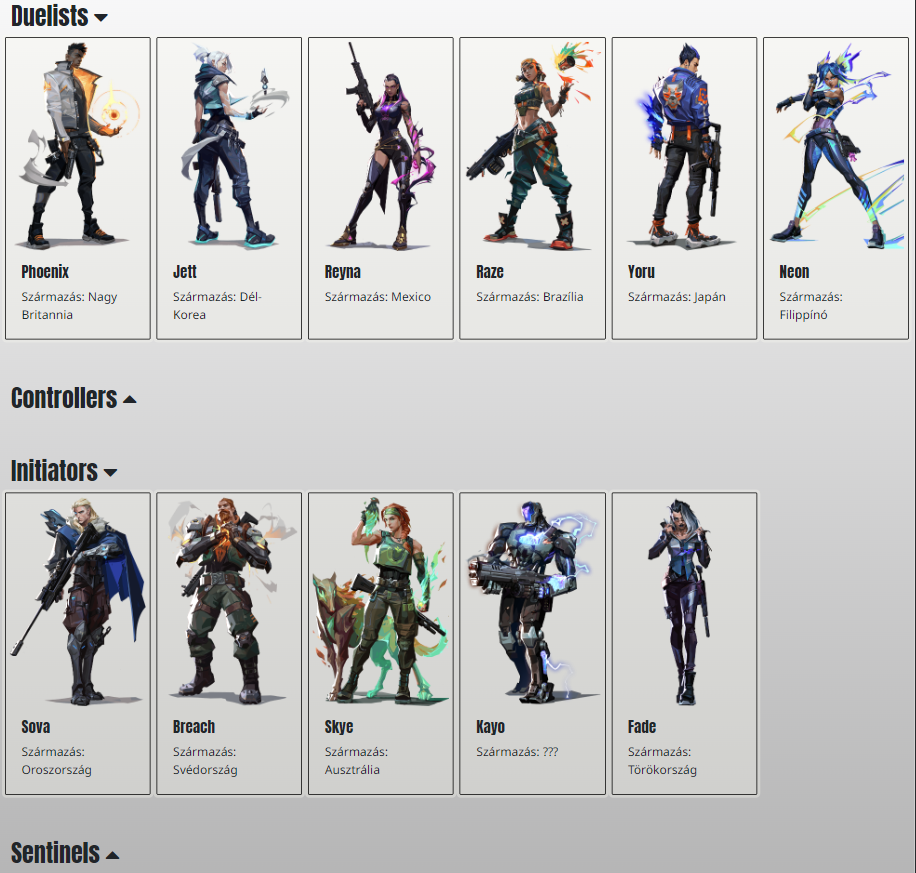 Duelists
Phoenix
Származás: Nagy
Britannia
Jett
Származás: Dél-
Korea
Reyna
Származás: Mexico
Raze
Származás: Brazília
Yoru
Származás: Japán
Neon
Származás:
Filippínó
Controllers
Initiators
Sova
Származás:
Oroszország
Breach
Származás:
Svédország
Skye
Származás:
Ausztrália
Kayo
Származás: ???
Fade
Származás:
Törökország
Sentinels